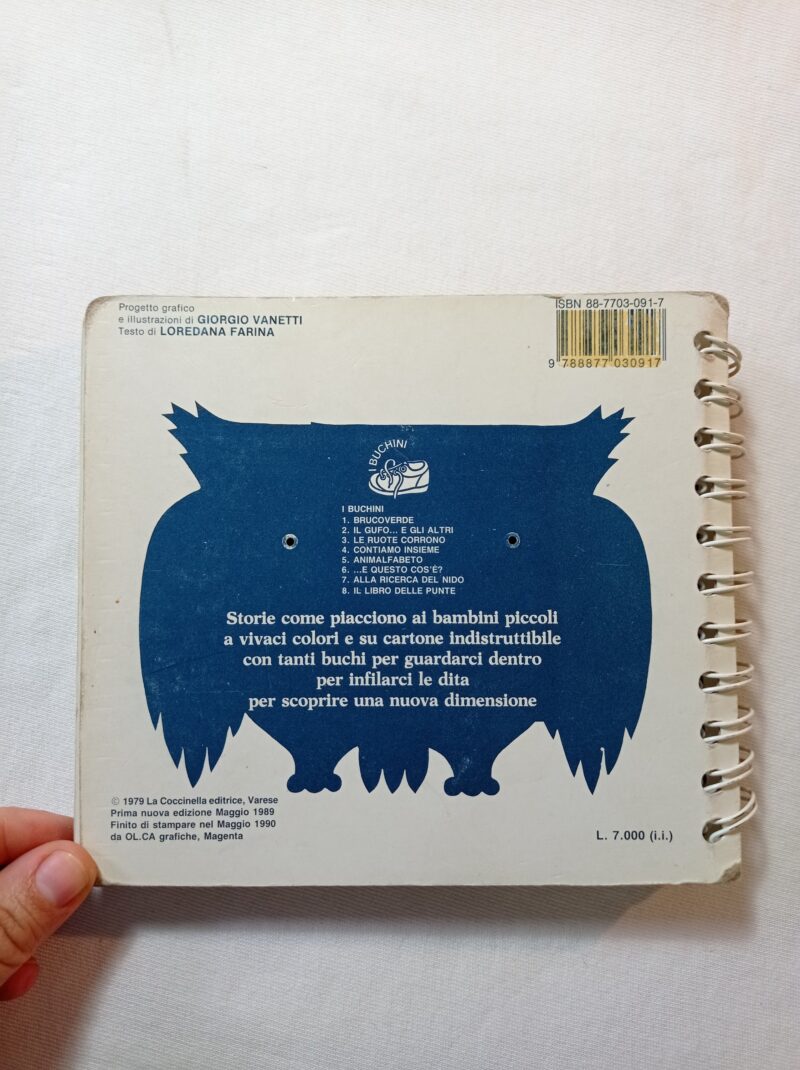 Progetto grafico
e illustrazioni di GIORGIO VANETTI
Testo di LOREDANA FARINA
ISBN 88-7703-091-7
9 788877 030917
I BUCHINI
I BUCHINI
1. BRUCOVERDE
2. IL GUFO... E GLI ALTRI
3. LE RUOTE CORRONO
4. CONTIAMO INSIEME
5. ANIMALFABETO
6. ...E QUESTO COS'È?
7. ALLA RICERCA DEL NIDO
8. IL LIBRO DELLE PUNTE
Storie come piacciono ai bambini piccoli
a vivaci colori e su cartone indistruttibile
con tanti buchi per guardarci dentro
per infilarci le dita
per scoprire una nuova dimensione
© 1979 La Coccinella editrice, Varese
Prima nuova edizione Maggio 1989
Finito di stampare nel Maggio 1990
da OL.CA grafiche, Magenta
L. 7.000 (i.i.)